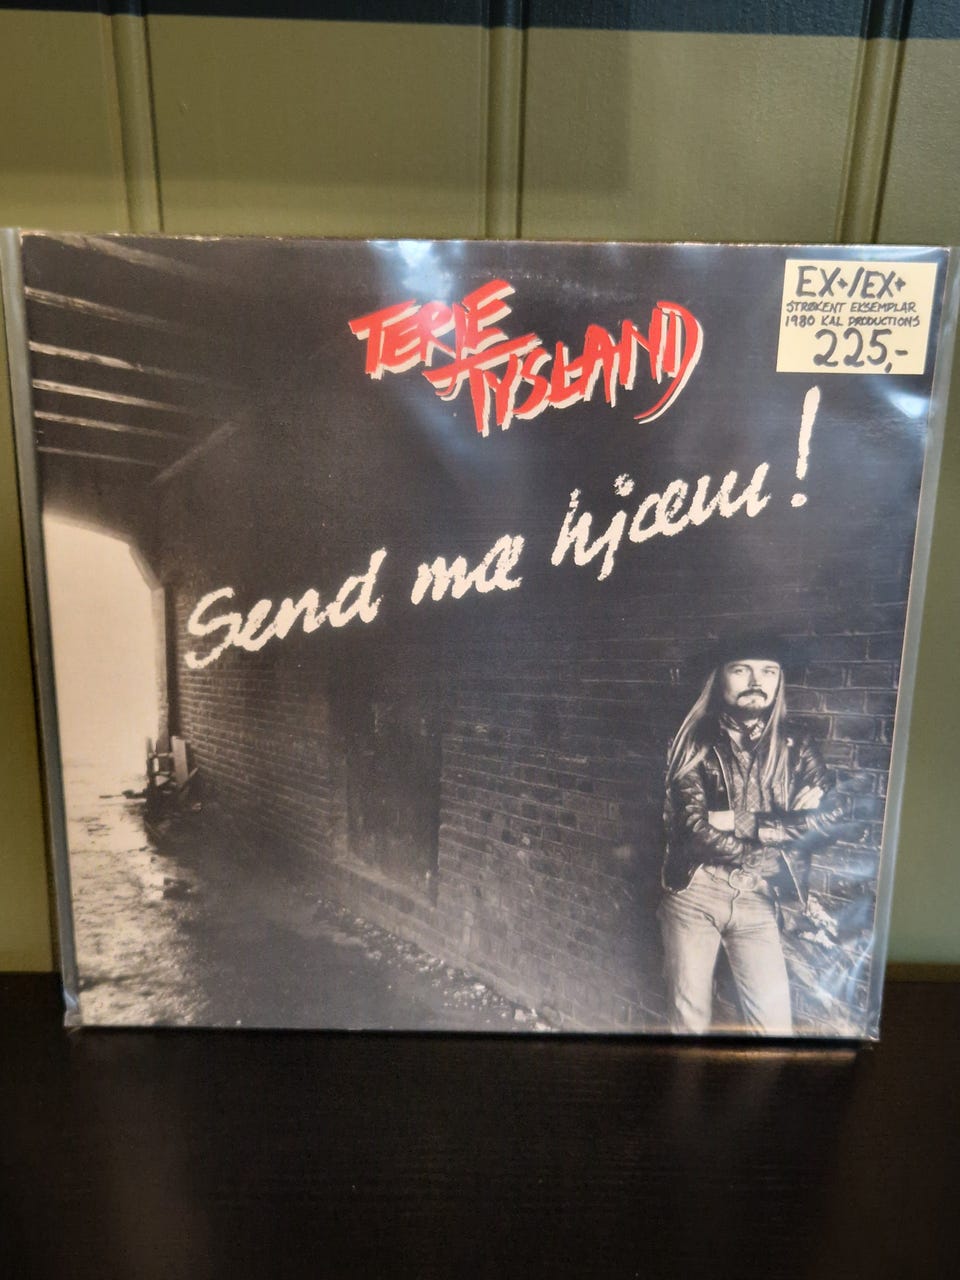 EX+/EX+
STRØKENT EKSEMPLAR
1980 KAL PRODUCTIONS
225,-
TERJE
TYSLAND
Send mæ hjæm!